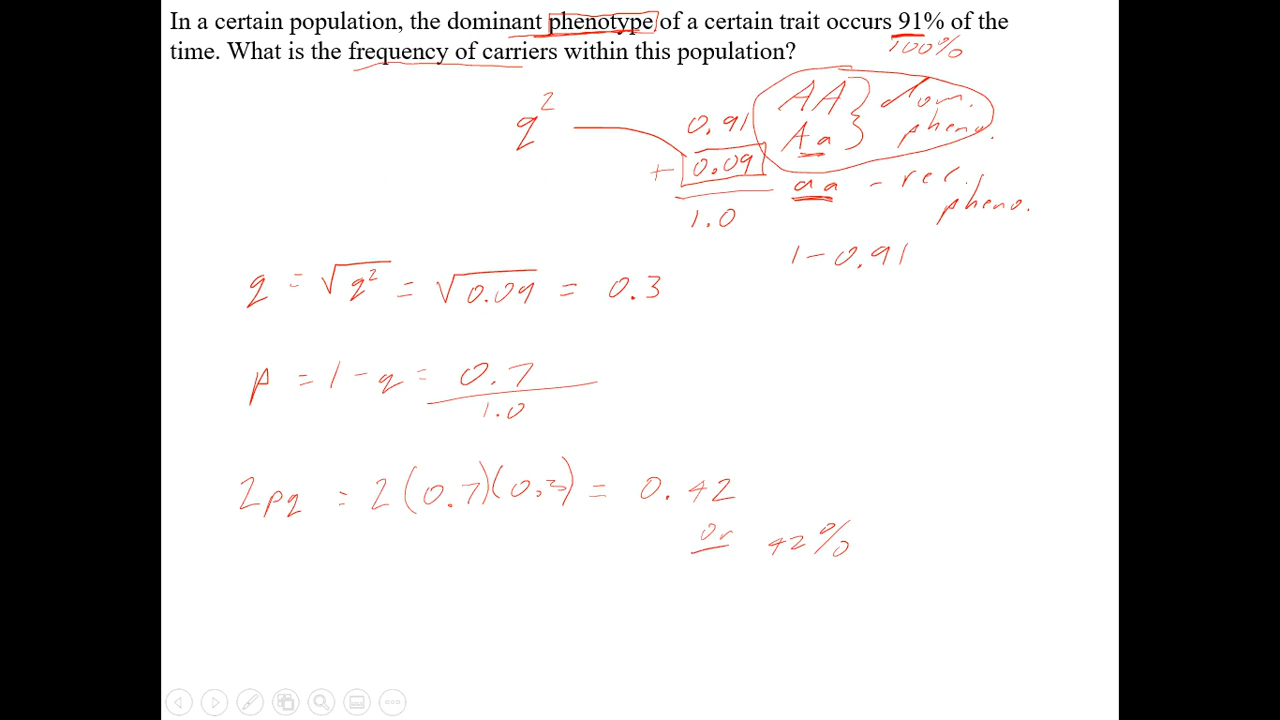 In a certain population, the dominant phenotype of a certain trait occurs 91% of the
time. What is the frequency of carriers within this population?
100%
q² 0.91 AA } dom.
Aa } pheno.
+ 0.09 aa - rec.
pheno.
1.0
1 - 0.91
q = √q² = √0.09 = 0.3
p = 1 - q = 0.7
1.0
2pq = 2(0.7)(0.3) = 0.42
or 42%